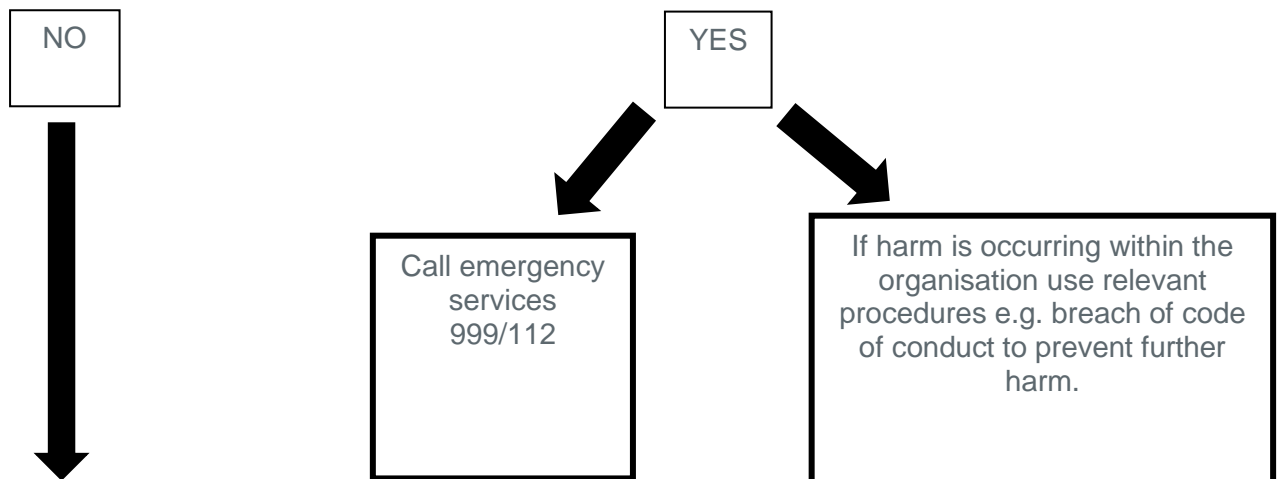 NO
YES
Call emergency
services
999/112
If harm is occurring within the
organisation use relevant
procedures e.g. breach of code
of conduct to prevent further
harm.